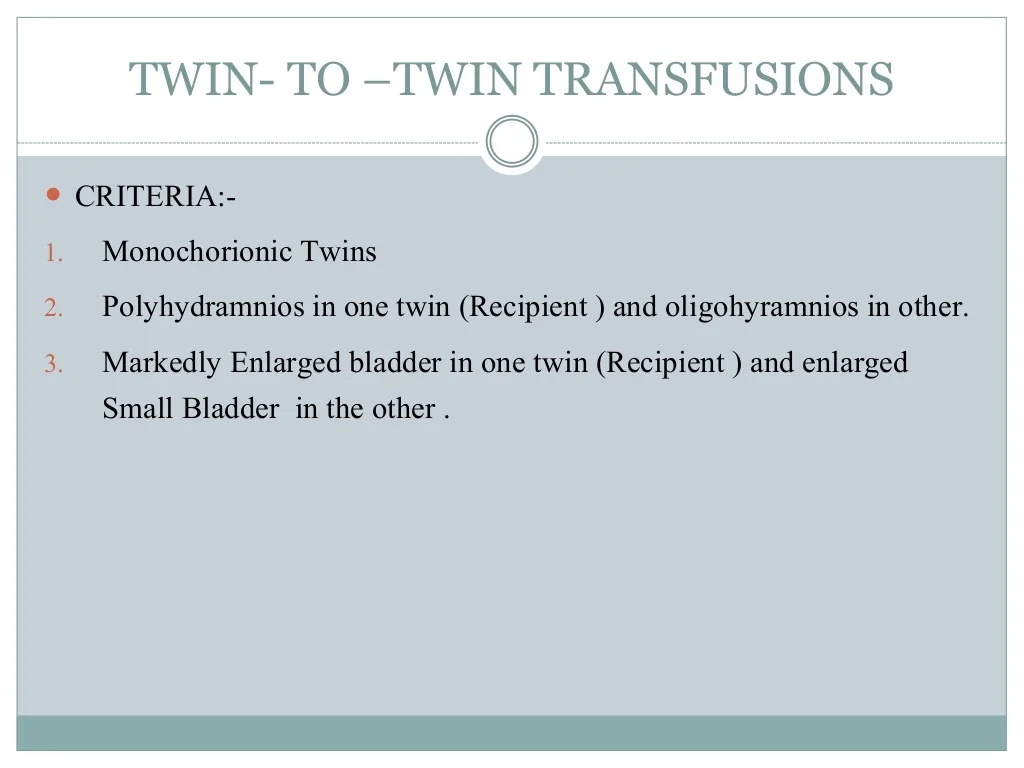 TWIN- TO –TWIN TRANSFUSIONS
• CRITERIA:-
1. Monochorionic Twins
2. Polyhydramnios in one twin (Recipient ) and oligohyramnios in other.
3. Markedly Enlarged bladder in one twin (Recipient ) and enlarged
Small Bladder  in the other .